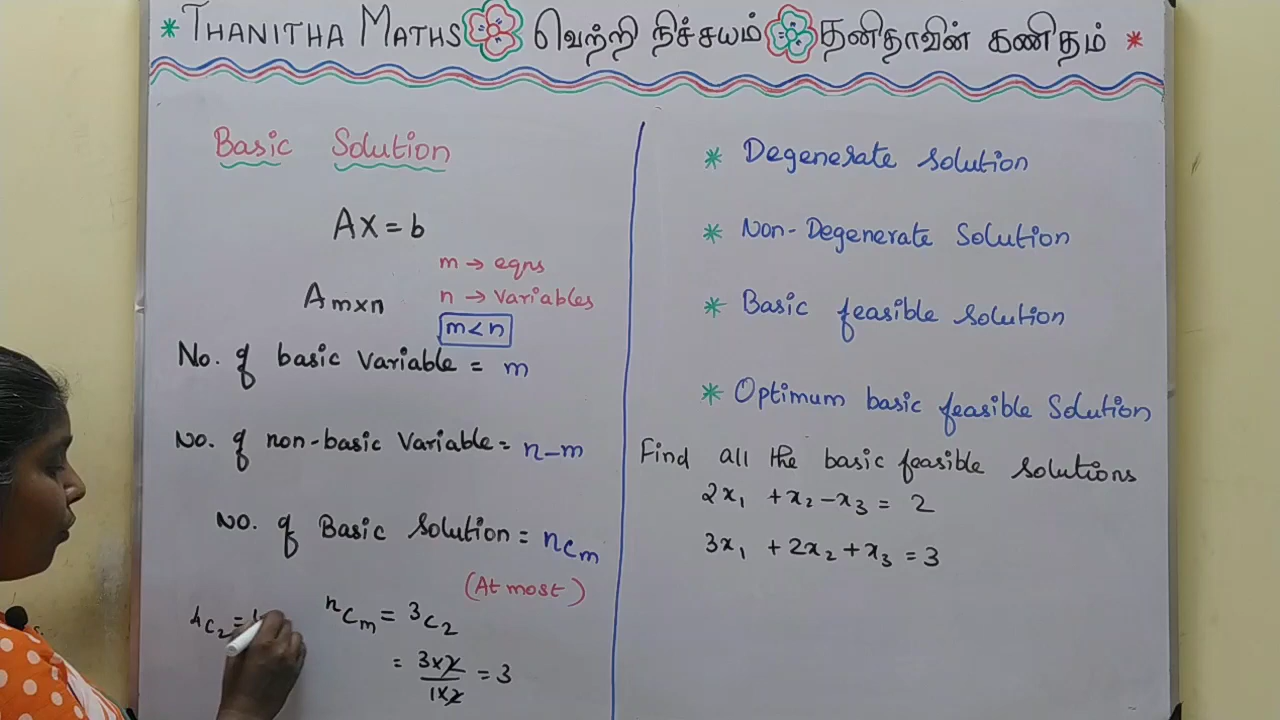 * THANITHA MATHS வெற்றி நிச்சயம் தனிதாவின் கணிதம் *
Basic Solution
AX = b
m → eqns
A m×n n → Variables
m < n
No. of basic Variable = m
No. of non-basic Variable = n-m
No. of Basic Solution = nCm
(At most)
nCm = 3C2
= 3×2 / 1×2 = 3
* Degenerate solution
* Non-Degenerate Solution
* Basic feasible solution
* Optimum basic feasible Solution
Find all the basic feasible solutions
2x₁ + x₂ - x₃ = 2
3x₁ + 2x₂ + x₃ = 3